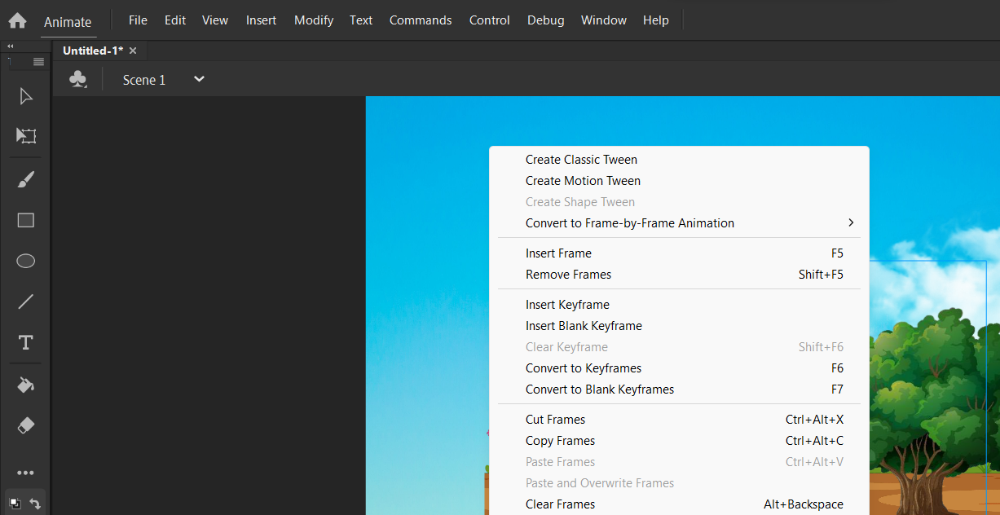 Animate File Edit View Insert Modify Text Commands Control Debug Window Help
Untitled-1*
Scene 1
Create Classic Tween
Create Motion Tween
Create Shape Tween
Convert to Frame-by-Frame Animation
Insert Frame F5
Remove Frames Shift+F5
Insert Keyframe
Insert Blank Keyframe
Clear Keyframe Shift+F6
Convert to Keyframes F6
Convert to Blank Keyframes F7
Cut Frames Ctrl+Alt+X
Copy Frames Ctrl+Alt+C
Paste Frames Ctrl+Alt+V
Paste and Overwrite Frames
Clear Frames Alt+Backspace